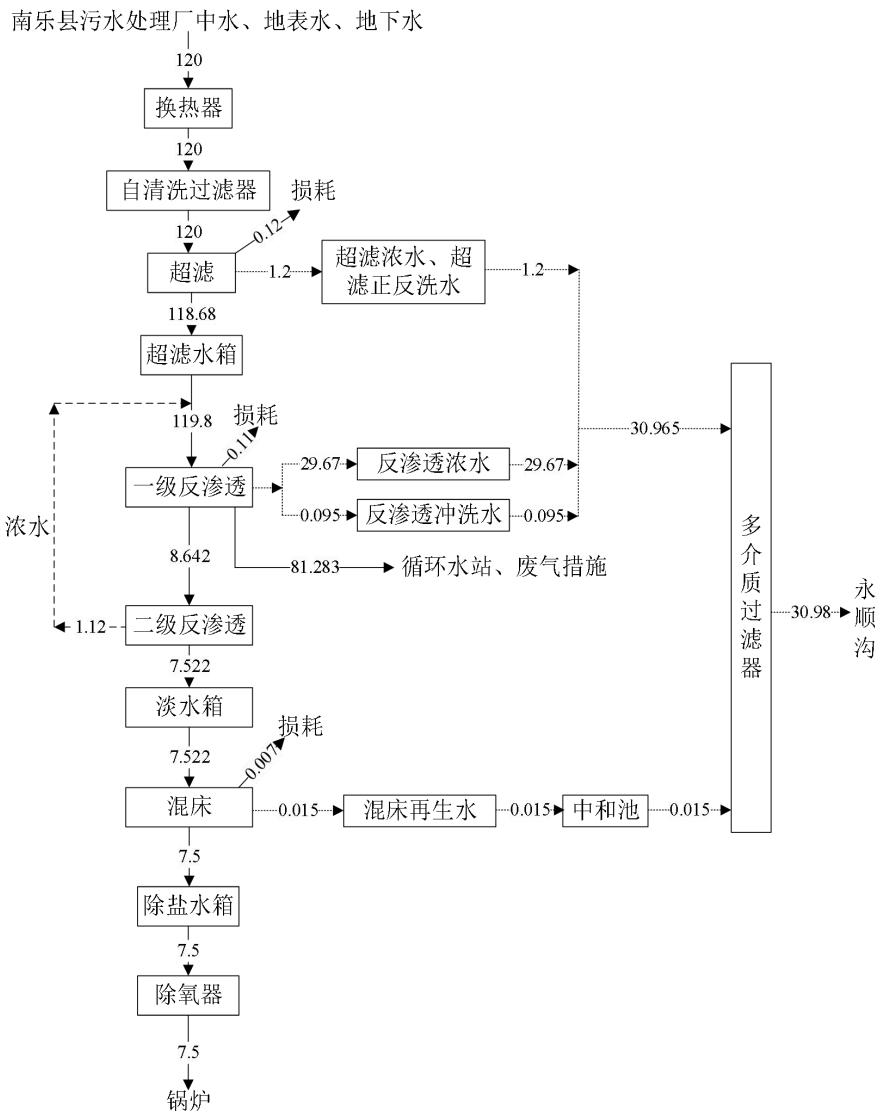 南乐县污水处理厂中水、地表水、地下水
120
换热器
120
自清洗过滤器
损耗
120
0.12
超滤
1.2
超滤浓水、超
滤正反洗水
1.2
118.68
超滤水箱
119.8
损耗
0.11
30.965
一级反渗透
29.67
反渗透浓水
29.67
0.095
反渗透冲洗水
0.095
浓水
8.642
81.283
循环水站、废气措施
多
介
质
过
滤
器
30.98
永
顺
沟
1.12
二级反渗透
7.522
淡水箱
7.522
损耗
0.007
混床
0.015
混床再生水
0.015
中和池
0.015
7.5
除盐水箱
7.5
除氧器
7.5
锅炉